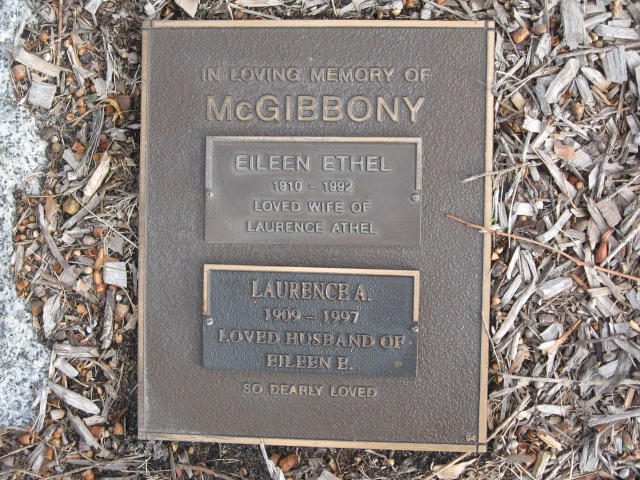 IN LOVING MEMORY OF
McGIBBONY
EILEEN ETHEL
1910 - 1992
LOVED WIFE OF
LAURENCE ATHEL
LAURENCE A.
1909 - 1997
LOVED HUSBAND OF
EILEEN E.
SO DEARLY LOVED
94